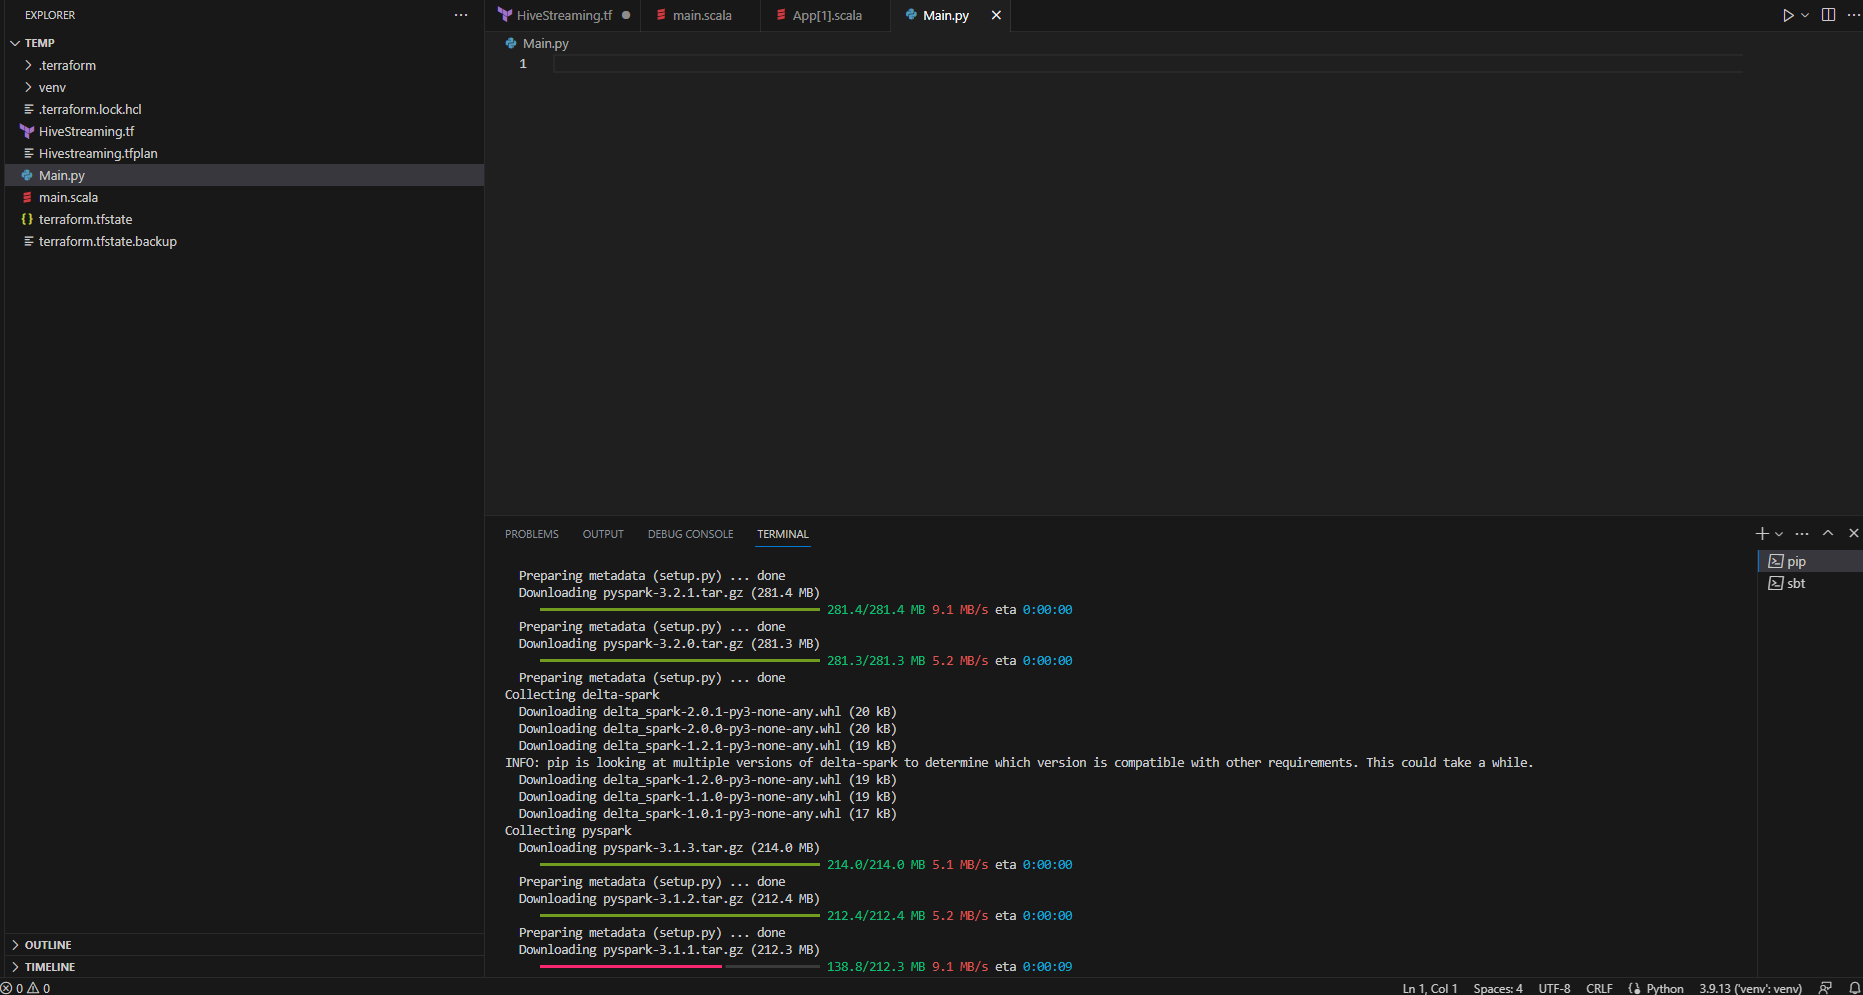 EXPLORER
TEMP
.terraform
venv
.terraform.lock.hcl
HiveStreaming.tf
Hivestreaming.tfplan
Main.py
main.scala
terraform.tfstate
terraform.tfstate.backup
OUTLINE
TIMELINE
HiveStreaming.tf
main.scala
App[1].scala
Main.py
Main.py
1
PROBLEMS OUTPUT DEBUG CONSOLE TERMINAL
Preparing metadata (setup.py) ... done
Downloading pyspark-3.2.1.tar.gz (281.4 MB)
281.4/281.4 MB 9.1 MB/s eta 0:00:00
Preparing metadata (setup.py) ... done
Downloading pyspark-3.2.0.tar.gz (281.3 MB)
281.3/281.3 MB 5.2 MB/s eta 0:00:00
Preparing metadata (setup.py) ... done
Collecting delta-spark
Downloading delta_spark-2.0.1-py3-none-any.whl (20 kB)
Downloading delta_spark-2.0.0-py3-none-any.whl (20 kB)
Downloading delta_spark-1.2.1-py3-none-any.whl (19 kB)
INFO: pip is looking at multiple versions of delta-spark to determine which version is compatible with other requirements. This could take a while.
Downloading delta_spark-1.2.0-py3-none-any.whl (19 kB)
Downloading delta_spark-1.1.0-py3-none-any.whl (19 kB)
Downloading delta_spark-1.0.1-py3-none-any.whl (17 kB)
Collecting pyspark
Downloading pyspark-3.1.3.tar.gz (214.0 MB)
214.0/214.0 MB 5.1 MB/s eta 0:00:00
Preparing metadata (setup.py) ... done
Downloading pyspark-3.1.2.tar.gz (212.4 MB)
212.4/212.4 MB 5.2 MB/s eta 0:00:00
Preparing metadata (setup.py) ... done
Downloading pyspark-3.1.1.tar.gz (212.3 MB)
138.8/212.3 MB 9.1 MB/s eta 0:00:09
pip
sbt
0 0
Ln 1, Col 1 Spaces: 4 UTF-8 CRLF Python 3.9.13 ('venv': venv)